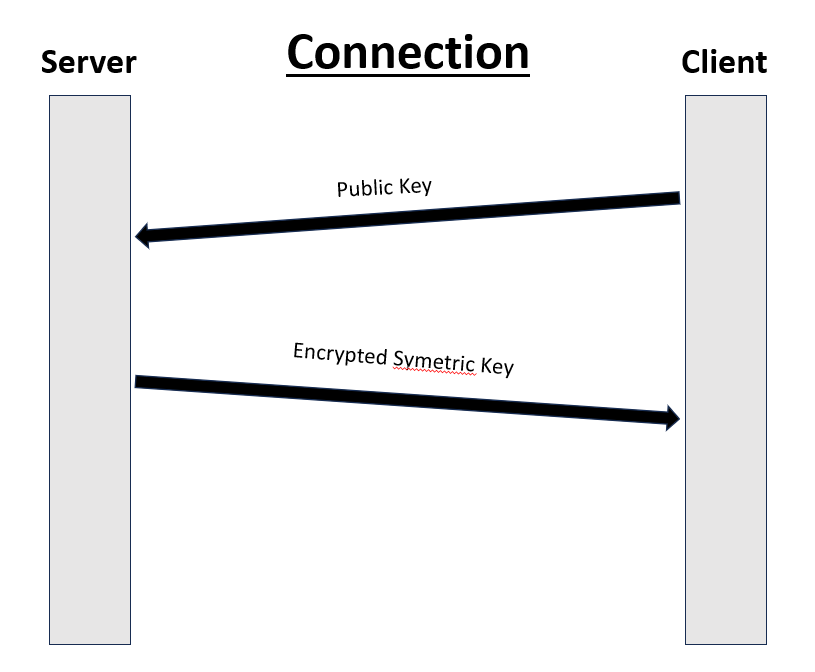 Connection
Server
Client
Public Key
Encrypted Symetric Key